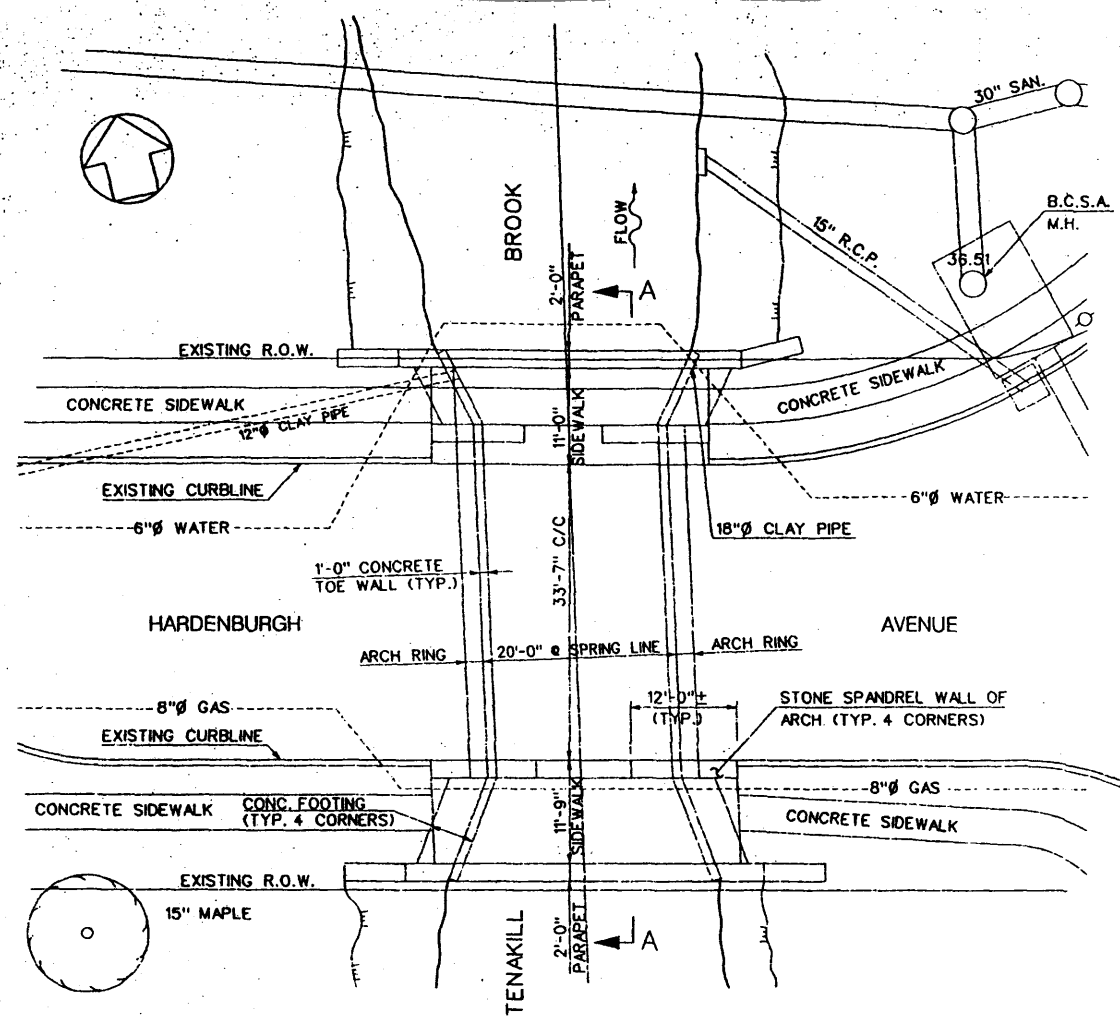 30" SAN.
B.C.S.A.
M.H.
36.51
15" R.C.P.
BROOK
FLOW
2'-0"
PARAPET
A
EXISTING R.O.W.
CONCRETE SIDEWALK
12"Ø CLAY PIPE
11'-0"
SIDEWALK
CONCRETE SIDEWALK
EXISTING CURBLINE
6"Ø WATER
6"Ø WATER
18"Ø CLAY PIPE
33'-7" C/C
1'-0" CONCRETE
TOE WALL (TYP.)
HARDENBURGH
AVENUE
ARCH RING
20'-0" @ SPRING LINE
ARCH RING
8"Ø GAS
12'-0"±
(TYP.)
STONE SPANDREL WALL OF
ARCH (TYP. 4 CORNERS)
EXISTING CURBLINE
8"Ø GAS
CONCRETE SIDEWALK
CONC. FOOTING
(TYP. 4 CORNERS)
11'-9"
SIDEWALK
CONCRETE SIDEWALK
EXISTING R.O.W.
15" MAPLE
TENAKILL
2'-0"
PARAPET
A